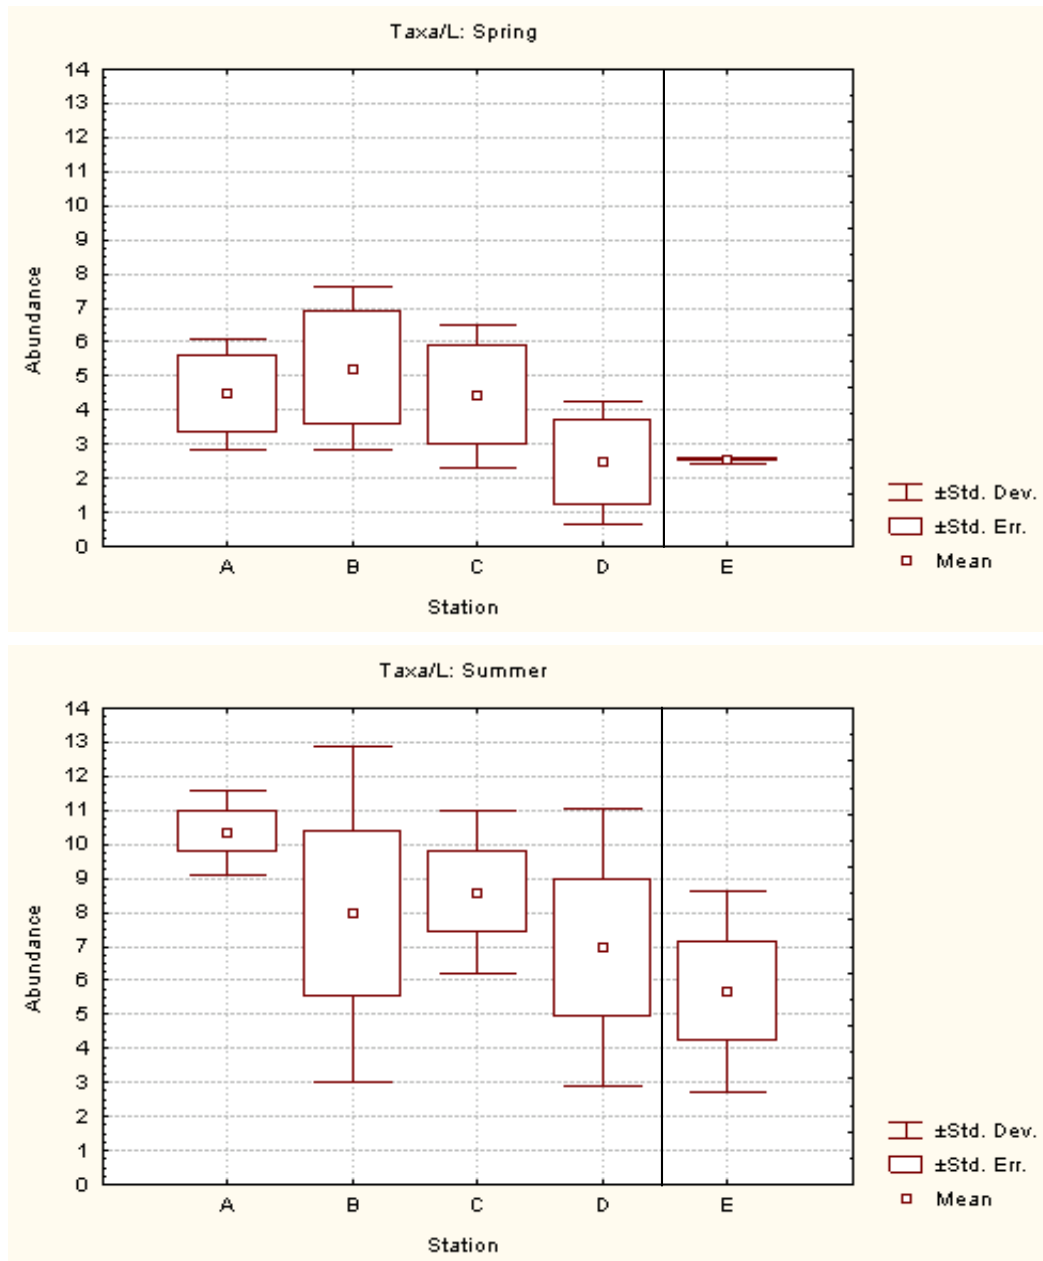 Taxa/L: Spring
14
13
12
11
10
9
8
7
6
5
4
3
2
1
0
Abundance
A B C D E
Station
±Std. Dev.
±Std. Err.
Mean
Taxa/L: Summer
14
13
12
11
10
9
8
7
6
5
4
3
2
1
0
Abundance
A B C D E
Station
±Std. Dev.
±Std. Err.
Mean